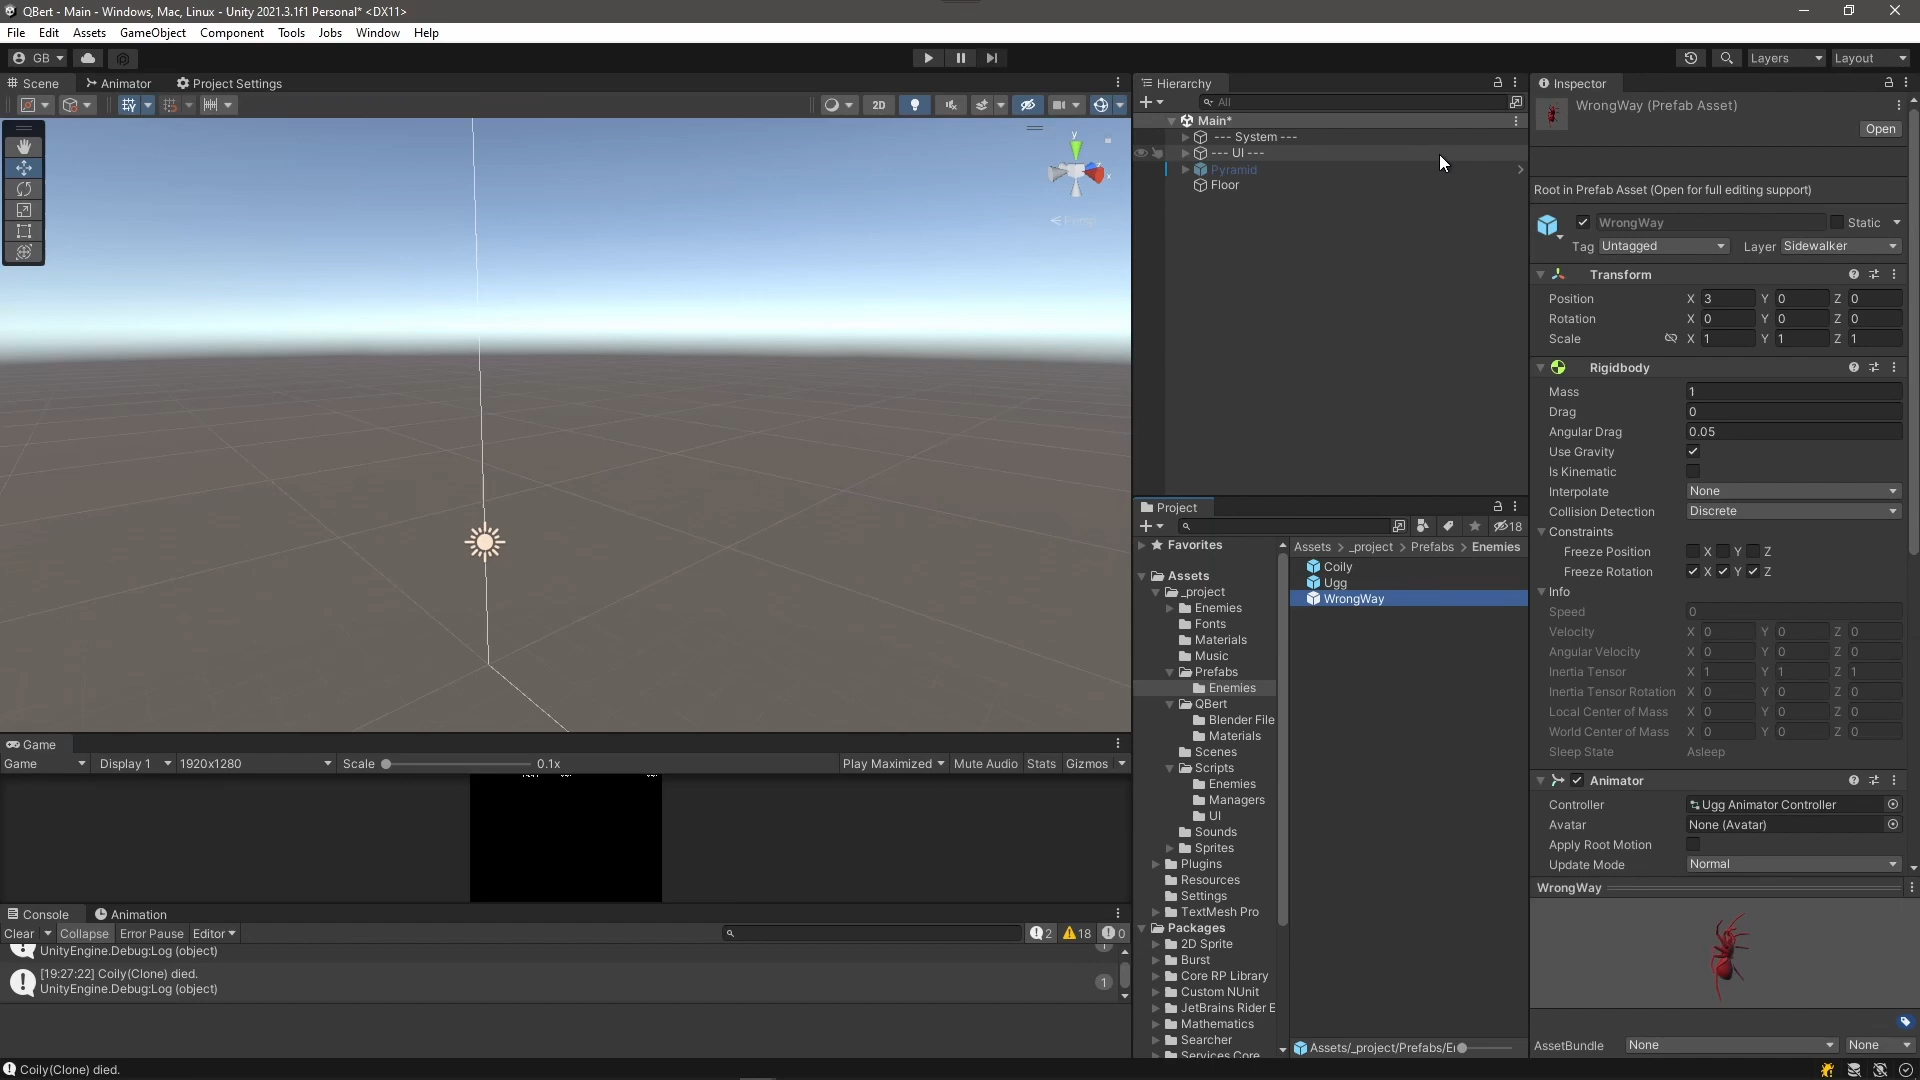 QBert - Main - Windows, Mac, Linux - Unity 2021.3.1f1 Personal* <DX11>
File Edit Assets GameObject Component Tools Jobs Window Help
GB
Layers
Layout
Scene
Animator
Project Settings
2D
y
x
Persp
Hierarchy
All
Main*
--- System ---
--- UI ---
Pyramid
Floor
Project
18
Favorites
Assets
_project
Enemies
Fonts
Materials
Music
Prefabs
Enemies
QBert
Blender File
Materials
Scenes
Scripts
Enemies
Managers
UI
Sounds
Sprites
Plugins
Resources
Settings
TextMesh Pro
Packages
2D Sprite
Burst
Core RP Library
Custom NUnit
JetBrains Rider E
Mathematics
Searcher
Services Core
Assets > _project > Prefabs > Enemies
Coily
Ugg
WrongWay
Assets/_project/Prefabs/E
Inspector
WrongWay (Prefab Asset)
Open
Root in Prefab Asset (Open for full editing support)
WrongWay
Static
Tag Untagged Layer Sidewalker
Transform
Position X 3 Y 0 Z 0
Rotation X 0 Y 0 Z 0
Scale X 1 Y 1 Z 1
Rigidbody
Mass 1
Drag 0
Angular Drag 0.05
Use Gravity
Is Kinematic
Interpolate None
Collision Detection Discrete
Constraints
Freeze Position X Y Z
Freeze Rotation X Y Z
Info
Speed 0
Velocity X 0 Y 0 Z 0
Angular Velocity X 0 Y 0 Z 0
Inertia Tensor X 1 Y 1 Z 1
Inertia Tensor Rotation X 0 Y 0 Z 0
Local Center of Mass X 0 Y 0 Z 0
World Center of Mass X 0 Y 0 Z 0
Sleep State Asleep
Animator
Controller Ugg Animator Controller
Avatar None (Avatar)
Apply Root Motion
Update Mode Normal
WrongWay
AssetBundle None None
Game
Game Display 1 1920x1280 Scale 0.1x Play Maximized Mute Audio Stats Gizmos
Console
Animation
Clear Collapse Error Pause Editor 2 18 0
UnityEngine.Debug:Log (object)
1
[19:27:22] Coily(Clone) died.
UnityEngine.Debug:Log (object)
1
Coily(Clone) died.